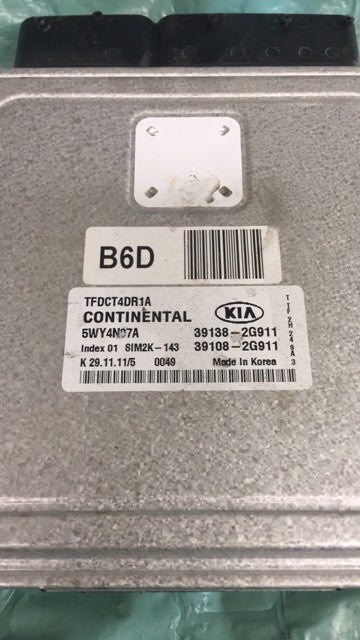 B6D
TFDCT4DR1A
CONTINENTAL KIA
5WY4N07A 39138-2G911
Index 01 SIM2K-143 39108-2G911
K 29.11.11/5 0049 Made in Korea